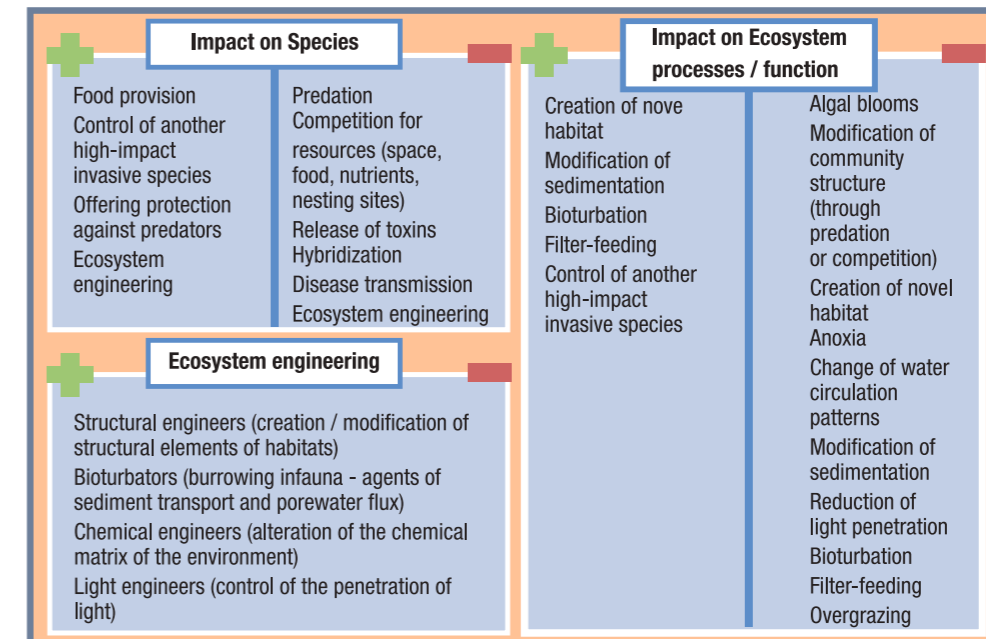 Impact on Species
Food provision
Control of another
high-impact
invasive species
Offering protection
against predators
Ecosystem
engineering
Predation
Competition for
resources (space,
food, nutrients,
nesting sites)
Release of toxins
Hybridization
Disease transmission
Ecosystem engineering
Ecosystem engineering
Structural engineers (creation / modification of
structural elements of habitats)
Bioturbators (burrowing infauna - agents of
sediment transport and porewater flux)
Chemical engineers (alteration of the chemical
matrix of the environment)
Light engineers (control of the penetration of
light)
Impact on Ecosystem
processes / function
Creation of nove
habitat
Modification of
sedimentation
Bioturbation
Filter-feeding
Control of another
high-impact
invasive species
Algal blooms
Modification of
community
structure
(through
predation
or competition)
Creation of novel
habitat
Anoxia
Change of water
circulation
patterns
Modification of
sedimentation
Reduction of
light penetration
Bioturbation
Filter-feeding
Overgrazing